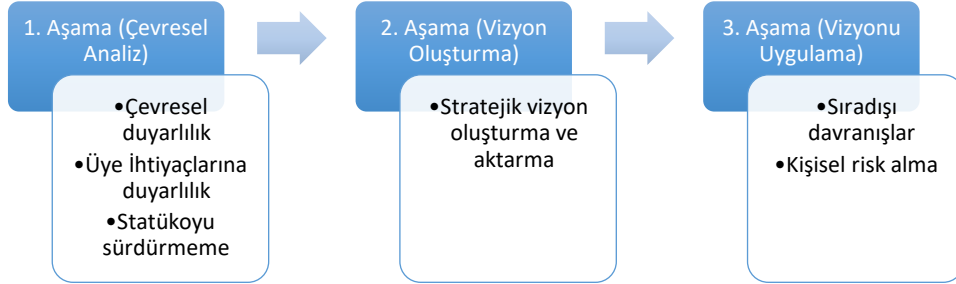 1. Aşama (Çevresel
Analiz)
•Çevresel
duyarlılık
•Üye İhtiyaçlarına
duyarlılık
•Statükoyu
sürdürmeme
2. Aşama (Vizyon
Oluşturma)
•Stratejik vizyon
oluşturma ve
aktarma
3. Aşama (Vizyonu
Uygulama)
•Sıradışı
davranışlar
•Kişisel risk alma